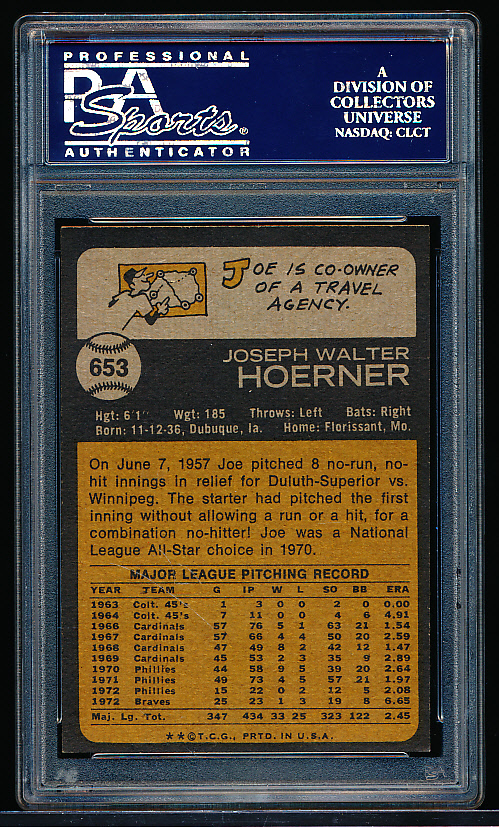 PROFESSIONAL
PSA
Sports®
AUTHENTICATOR
A
DIVISION OF
COLLECTORS
UNIVERSE
NASDAQ: CLCT
JOE IS CO-OWNER
OF A TRAVEL
AGENCY.
653
JOSEPH WALTER
HOERNER
Hgt: 6'1" Wgt: 185 Throws: Left Bats: Right
Born: 11-12-36, Dubuque, Ia. Home: Florissant, Mo.
On June 7, 1957 Joe pitched 8 no-run, no-
hit innings in relief for Duluth-Superior vs.
Winnipeg. The starter had pitched the first
inning without allowing a run or a hit, for a
combination no-hitter! Joe was a National
League All-Star choice in 1970.
MAJOR LEAGUE PITCHING RECORD
YEAR TEAM G IP W L SO BB ERA
1963 Colt. 45's 1 3 0 0 2 0 0.00
1964 Colt. 45's 7 11 0 0 4 6 4.91
1966 Cardinals 57 76 5 1 63 21 1.54
1967 Cardinals 57 66 4 4 50 20 2.59
1968 Cardinals 47 49 8 2 42 12 1.47
1969 Cardinals 45 53 2 3 35 9 2.89
1970 Phillies 44 58 9 5 39 20 2.64
1971 Phillies 49 73 4 5 57 21 1.97
1972 Phillies 15 22 0 2 12 5 2.08
1972 Braves 25 23 1 3 19 8 6.65
Maj. Lg. Tot. 347 434 33 25 323 122 2.45
★★©T.C.G., PRTD. IN U.S.A.